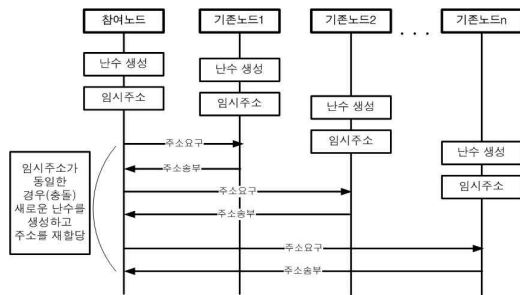 참여노드 기존노드1 기존노드2 . . . 기존노드n
난수 생성 난수 생성
임시주소 임시주소 난수 생성
임시주소
주소요구
난수 생성
주소송부
임시주소
주소요구
주소송부
주소요구
주소송부
임시주소가
동일한
경우(충돌)
새로운 난수를
생성하고
주소를 재할당